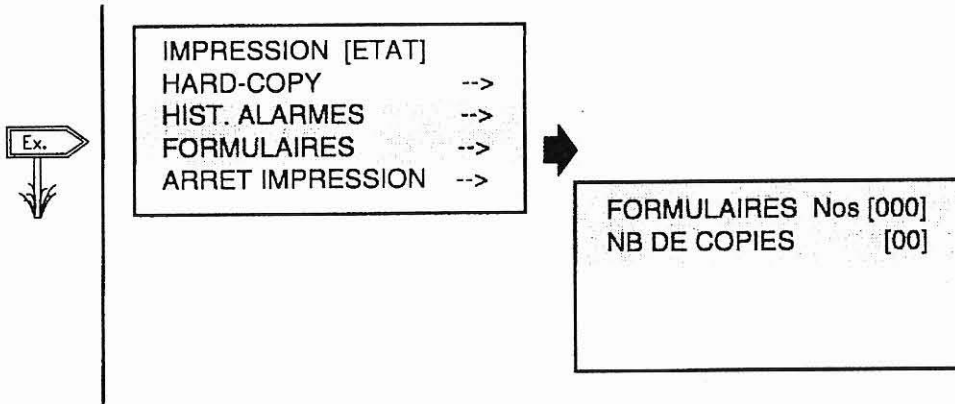 Ex.
IMPRESSION [ETAT]
HARD-COPY -->
HIST. ALARMES -->
FORMULAIRES -->
ARRET IMPRESSION -->
FORMULAIRES Nos [000]
NB DE COPIES [00]